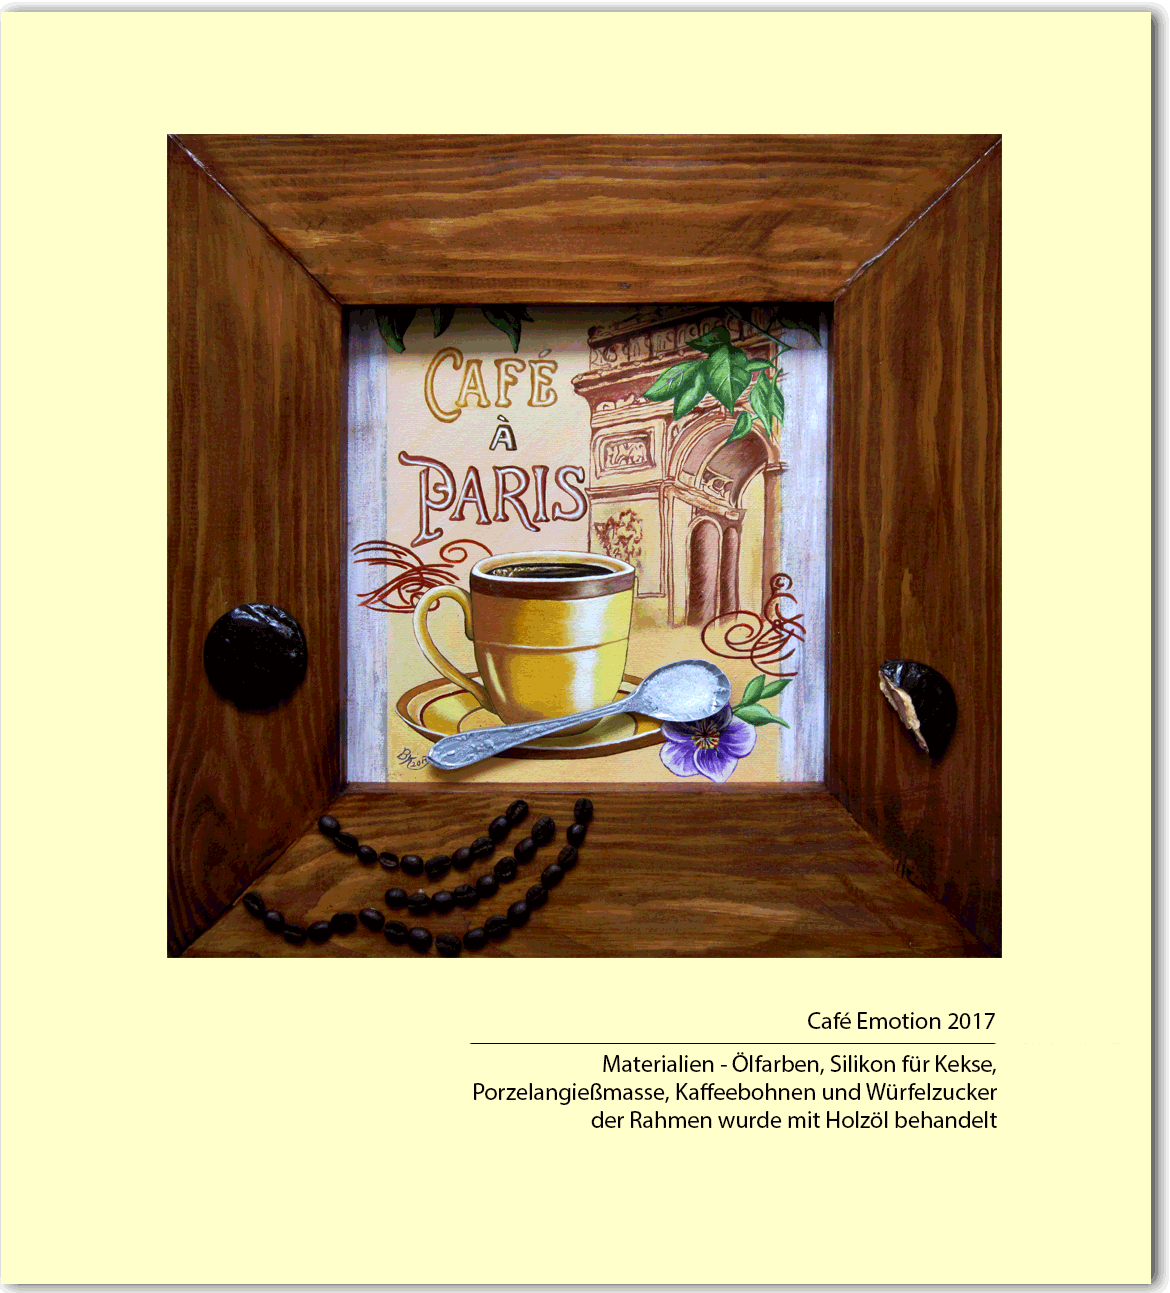 CAFÉ
À
PARIS
2017
Café Emotion 2017
Materialien - Ölfarben, Silikon für Kekse,
Porzelangießmasse, Kaffeebohnen und Würfelzucker
der Rahmen wurde mit Holzöl behandelt